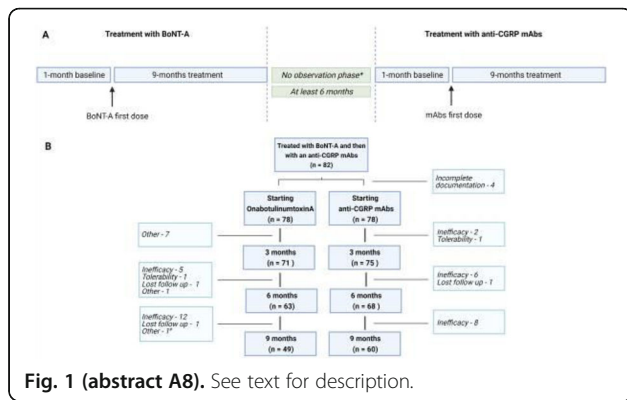 A
Treatment with BoNT-A
Treatment with anti-CGRP mAbs
1-month baseline
9-months treatment
No observation phase*
At least 6 months
1-month baseline
9-months treatment
BoNT-A first dose
mAbs first dose
B
Treated with BoNT-A and then
with an anti-CGRP mAbs
(n = 82)
Incomplete
documentation - 4
Starting
OnabotulinumtoxinA
(n = 78)
Starting
anti-CGRP mAbs
(n = 78)
Other - 7
Inefficacy - 2
Tolerability - 1
3 months
(n = 71 )
3 months
(n = 75 )
Inefficacy - 5
Tolerability - 1
Lost follow up - 1
Other - 1
Inefficacy - 6
Lost follow up - 1
6 months
(n = 63)
6 months
(n = 68 )
Inefficacy - 12
Lost follow up - 1
Other - 1*
Inefficacy - 8
9 months
(n = 49)
9 months
(n = 60)
Fig. 1 (abstract A8). See text for description.